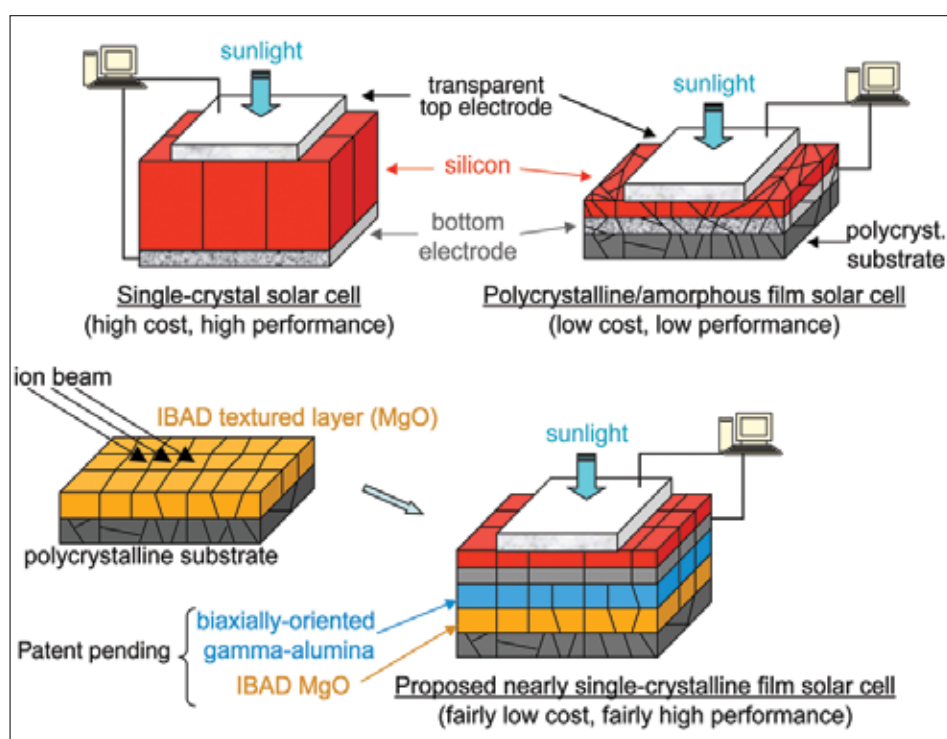 sunlight
transparent
top electrode
sunlight
silicon
bottom
electrode
polycryst.
substrate
Single-crystal solar cell
(high cost, high performance)
Polycrystalline/amorphous film solar cell
(low cost, low performance)
ion beam
IBAD textured layer (MgO)
polycrystalline substrate
sunlight
Patent pending
biaxially-oriented
gamma-alumina
IBAD MgO
Proposed nearly single-crystalline film solar cell
(fairly low cost, fairly high performance)